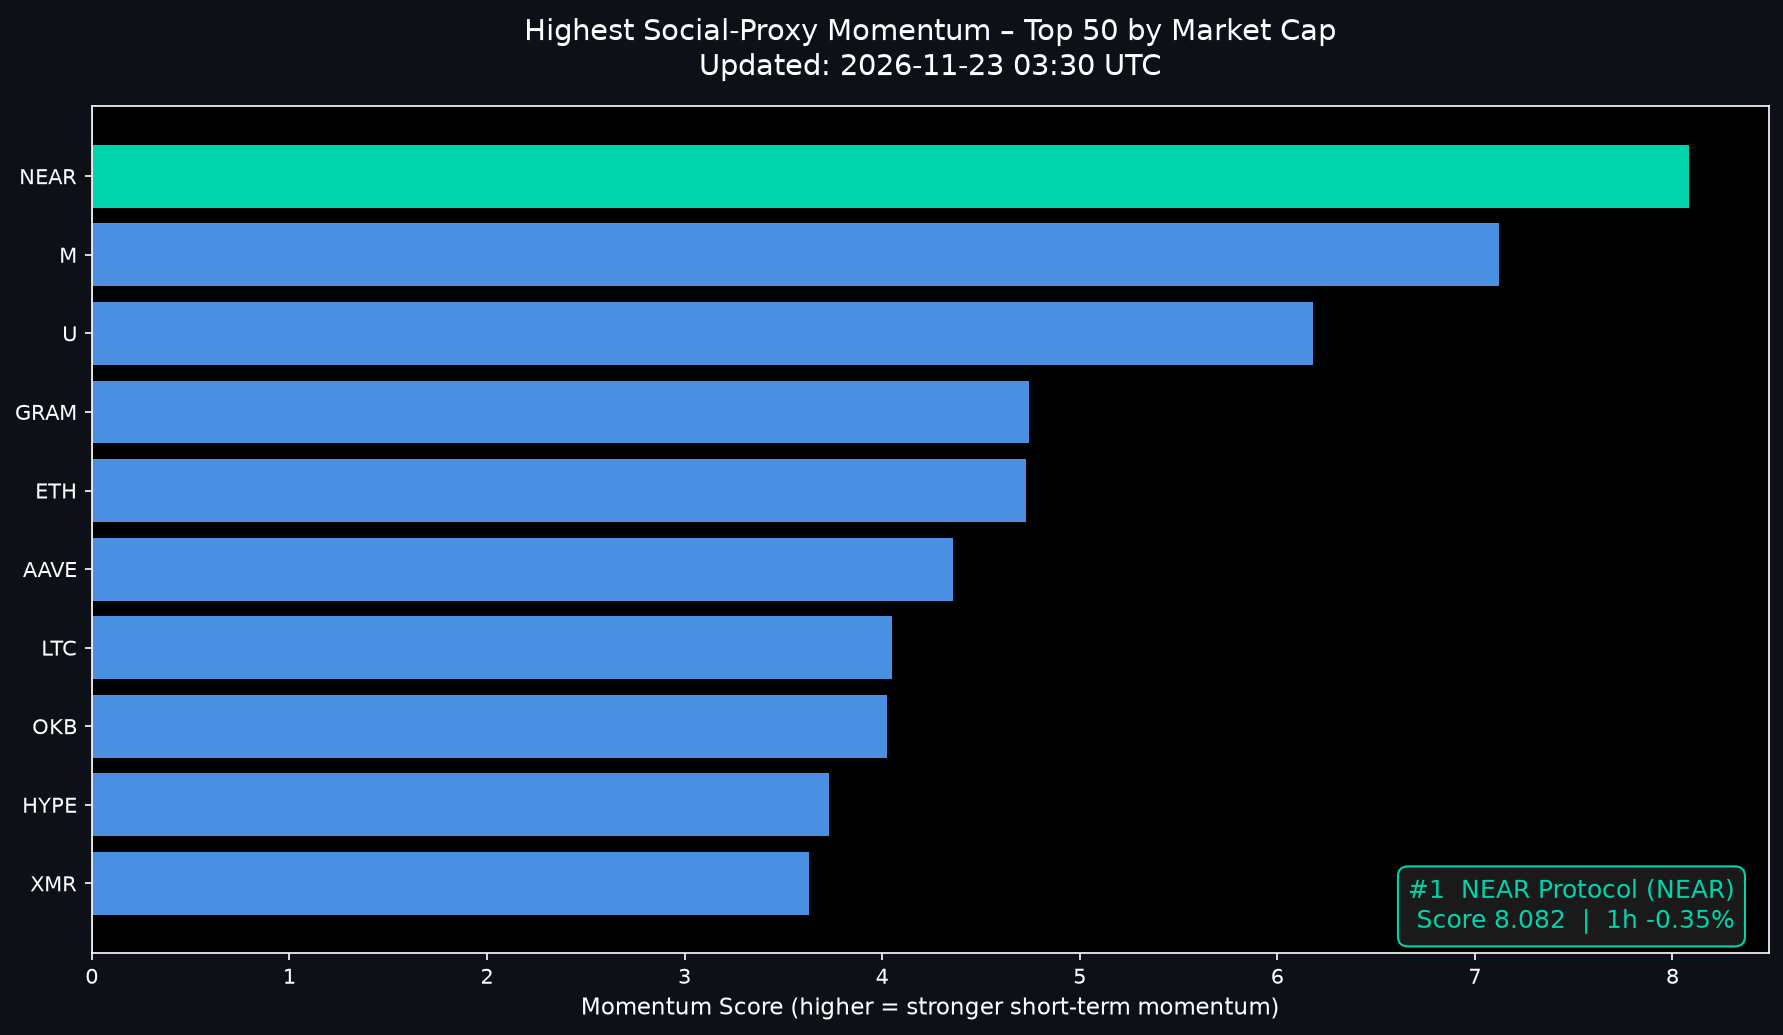 Highest Social-Proxy Momentum – Top 50 by Market Cap
Updated: 2026-11-23 03:30 UTC
NEAR
M
U
GRAM
ETH
AAVE
LTC
OKB
HYPE
XMR
#1 NEAR Protocol (NEAR)
Score 8.082 | 1h -0.35%
0 1 2 3 4 5 6 7 8
Momentum Score (higher = stronger short-term momentum)